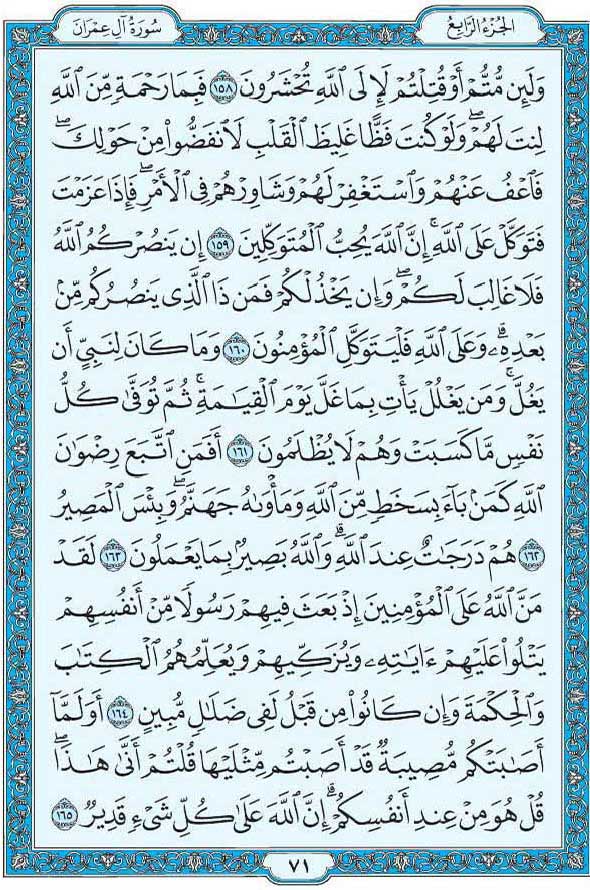 الجزء الرابع
سورة آل عمران
وَلَئِن مُّتُّمْ أَوْ قُتِلْتُمْ لَإِلَى ٱللَّهِ تُحْشَرُونَ ١٥٨ فَبِمَا رَحْمَةٍ مِّنَ ٱللَّهِ
لِنتَ لَهُمْ ۖ وَلَوْ كُنتَ فَظًّا غَلِيظَ ٱلْقَلْبِ لَٱنفَضُّوا۟ مِنْ حَوْلِكَ ۖ
فَٱعْفُ عَنْهُمْ وَٱسْتَغْفِرْ لَهُمْ وَشَاوِرْهُمْ فِى ٱلْأَمْرِ ۖ فَإِذَا عَزَمْتَ
فَتَوَكَّلْ عَلَى ٱللَّهِ ۚ إِنَّ ٱللَّهَ يُحِبُّ ٱلْمُتَوَكِّلِينَ ١٥٩ إِن يَنصُرْكُمُ ٱللَّهُ
فَلَا غَالِبَ لَكُمْ ۖ وَإِن يَخْذُلْكُمْ فَمَن ذَا ٱلَّذِى يَنصُرُكُم مِّنۢ
بَعْدِهِۦ ۗ وَعَلَى ٱللَّهِ فَلْيَتَوَكَّلِ ٱلْمُؤْمِنُونَ ١٦٠ وَمَا كَانَ لِنَبِىٍّ أَن
يَغُلَّ ۚ وَمَن يَغْلُلْ يَأْتِ بِمَا غَلَّ يَوْمَ ٱلْقِيَٰمَةِ ۚ ثُمَّ تُوَفَّىٰ كُلُّ
نَفْسٍ مَّا كَسَبَتْ وَهُمْ لَا يُظْلَمُونَ ١٦١ أَفَمَنِ ٱتَّبَعَ رِضْوَٰنَ
ٱللَّهِ كَمَنۢ بَآءَ بِسَخَطٍ مِّنَ ٱللَّهِ وَمَأْوَىٰهُ جَهَنَّمُ ۚ وَبِئْسَ ٱلْمَصِيرُ
١٦٢ هُمْ دَرَجَٰتٌ عِندَ ٱللَّهِ ۗ وَٱللَّهُ بَصِيرٌۢ بِمَا يَعْمَلُونَ ١٦٣ لَقَدْ
مَنَّ ٱللَّهُ عَلَى ٱلْمُؤْمِنِينَ إِذْ بَعَثَ فِيهِمْ رَسُولًا مِّنْ أَنفُسِهِمْ
يَتْلُوا۟ عَلَيْهِمْ ءَايَٰتِهِۦ وَيُزَكِّيهِمْ وَيُعَلِّمُهُمُ ٱلْكِتَٰبَ
وَٱلْحِكْمَةَ وَإِن كَانُوا۟ مِن قَبْلُ لَفِى ضَلَٰلٍ مُّبِينٍ ١٦٤ أَوَلَمَّآ
أَصَٰبَتْكُم مُّصِيبَةٌ قَدْ أَصَبْتُم مِّثْلَيْهَا قُلْتُمْ أَنَّىٰ هَٰذَا ۖ
قُلْ هُوَ مِنْ عِندِ أَنفُسِكُمْ ۗ إِنَّ ٱللَّهَ عَلَىٰ كُلِّ شَىْءٍ قَدِيرٌ ١٦٥
٧١